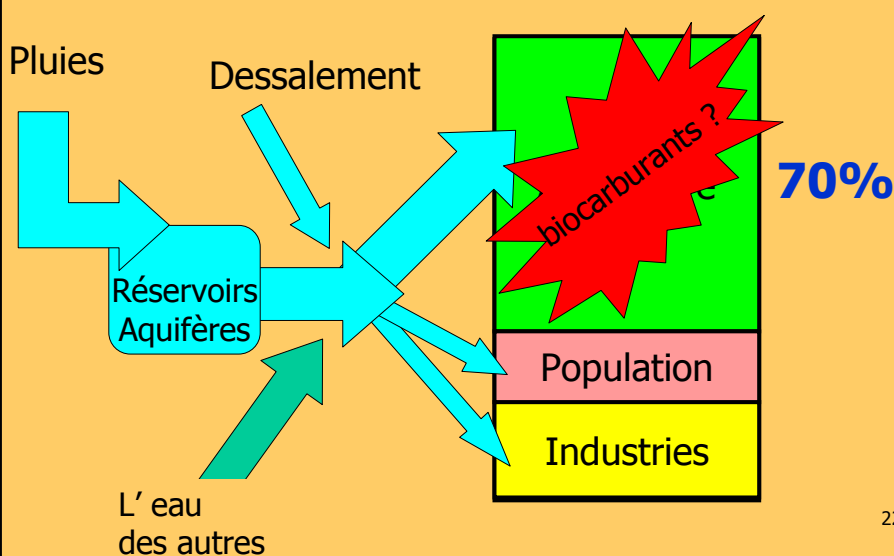 Pluies
Dessalement
biocarburants ?
70%
Réservoirs
Aquifères
Population
Industries
L’ eau
des autres